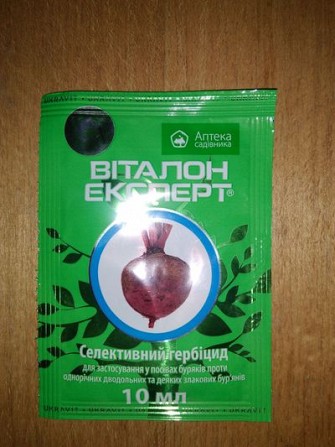 Аптека
садівника
ВІТАЛОН
ЕКСПЕРТ®
Селективний гербіцид
для застосування у посівах буряків проти
однорічних дводольних та деяких злакових бур'янів
10 мл